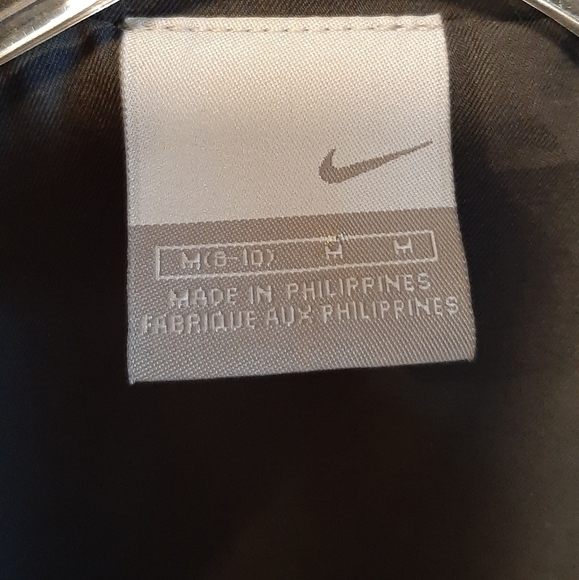 M(8-10) M M
MADE IN PHILIPPINES
FABRIQUE AUX PHILIPPINES